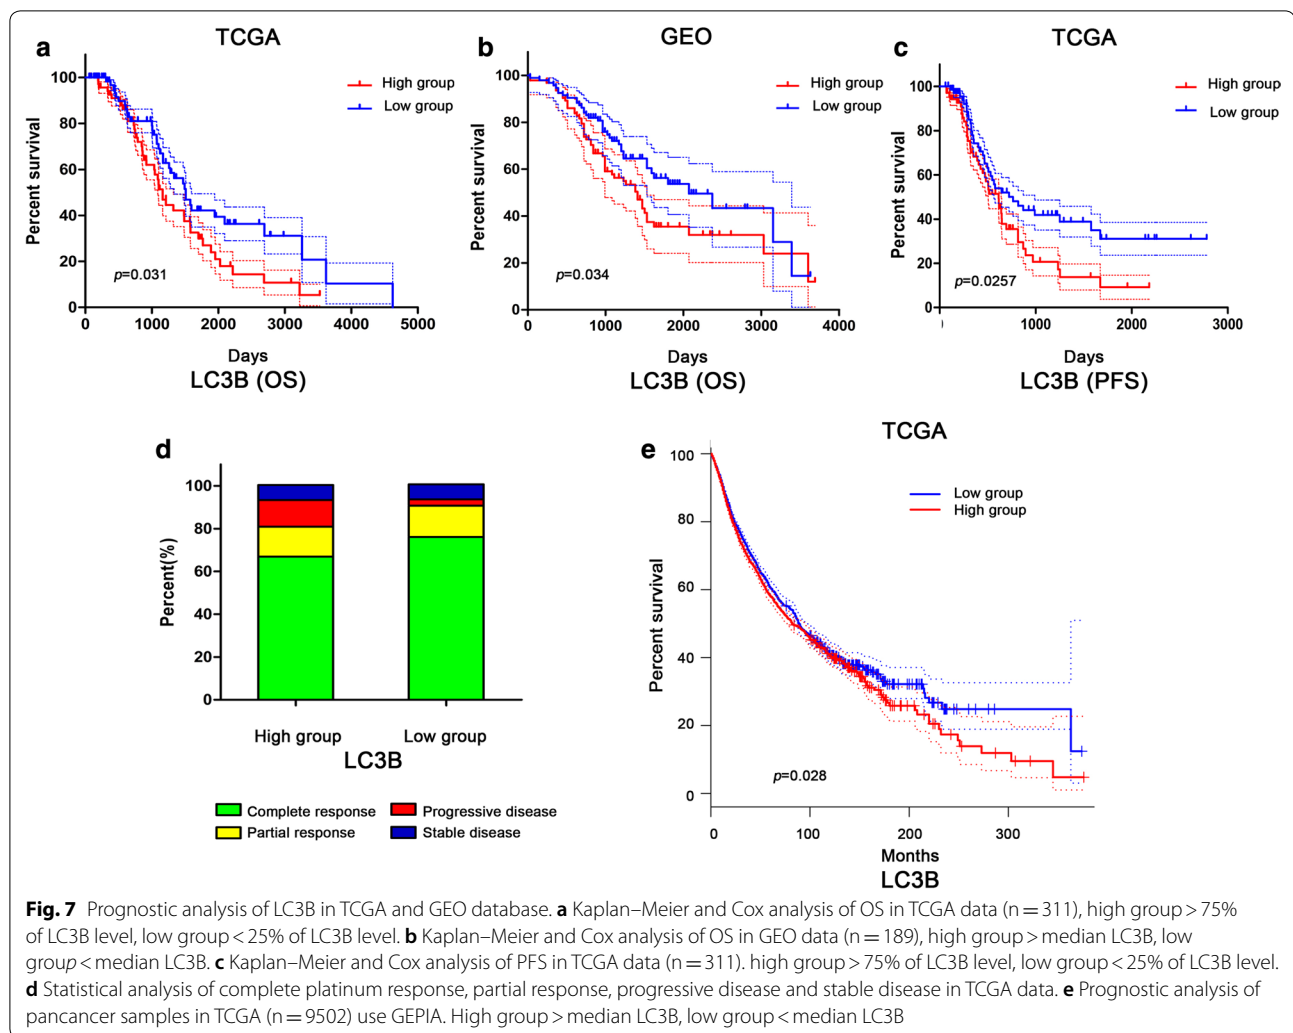 a
TCGA
Percent survival
100
80
60
40
20
0
High group
Low group
p=0.031
0 1000 2000 3000 4000 5000
Days
LC3B (OS)
b
GEO
Percent survival
100
80
60
40
20
0
High group
Low group
p=0.034
0 1000 2000 3000 4000
Days
LC3B (OS)
c
TCGA
Percent survival
100
80
60
40
20
0
High group
Low group
p=0.0257
0 1000 2000 3000
Days
LC3B (PFS)
d
Percent(%)
100
80
60
40
20
0
High group Low group
LC3B
Complete response Progressive disease
Partial response Stable disease
e
TCGA
Percent survival
100
80
60
40
20
0
Low group
High group
p=0.028
0 100 200 300
Months
LC3B
Fig. 7 Prognostic analysis of LC3B in TCGA and GEO database. a Kaplan–Meier and Cox analysis of OS in TCGA data (n = 311), high group > 75%
of LC3B level, low group < 25% of LC3B level. b Kaplan–Meier and Cox analysis of OS in GEO data (n = 189), high group > median LC3B, low
group < median LC3B. c Kaplan–Meier and Cox analysis of PFS in TCGA data (n = 311). high group > 75% of LC3B level, low group < 25% of LC3B level.
d Statistical analysis of complete platinum response, partial response, progressive disease and stable disease in TCGA data. e Prognostic analysis of
pancancer samples in TCGA (n = 9502) use GEPIA. High group > median LC3B, low group < median LC3B